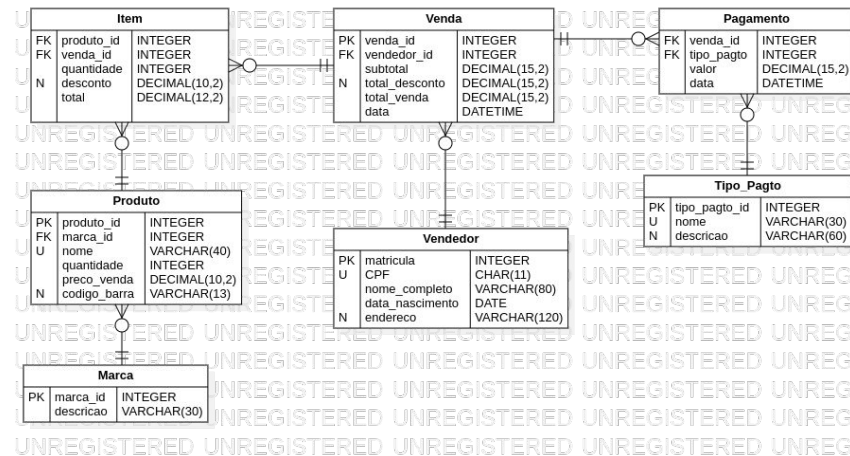 Item
FK produto_id INTEGER
FK venda_id INTEGER
quantidade INTEGER
N desconto DECIMAL(10,2)
total DECIMAL(12,2)
Venda
PK venda_id INTEGER
FK vendedor_id INTEGER
subtotal DECIMAL(15,2)
N total_desconto DECIMAL(15,2)
total_venda DECIMAL(15,2)
data DATETIME
Pagamento
FK venda_id INTEGER
FK tipo_pagto INTEGER
valor DECIMAL(15,2)
data DATETIME
Produto
PK produto_id INTEGER
FK marca_id INTEGER
U nome VARCHAR(40)
quantidade INTEGER
preco_venda DECIMAL(10,2)
N codigo_barra VARCHAR(13)
Vendedor
PK matricula INTEGER
U CPF CHAR(11)
nome_completo VARCHAR(80)
data_nascimento DATE
N endereco VARCHAR(120)
Tipo_Pagto
PK tipo_pagto_id INTEGER
U nome VARCHAR(30)
N descricao VARCHAR(60)
Marca
PK marca_id INTEGER
descricao VARCHAR(30)
UNREGISTERED UNREGISTERED UNREGISTERED UNREGISTERED